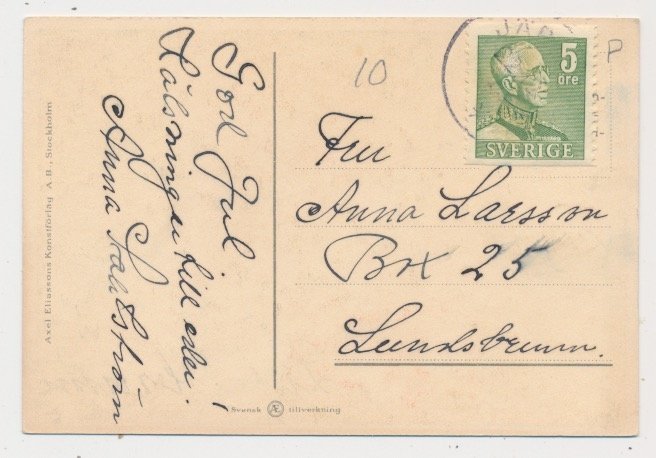 God Jul
Hälsningar till eder!
Anna
Fru
Anna Larsson
Box 25
Lundsbrunn.
10
P
5
öre
SVERIGE
Axel Eliassons Konstförlag A.B., Stockholm
Svensk Æ tillverkning